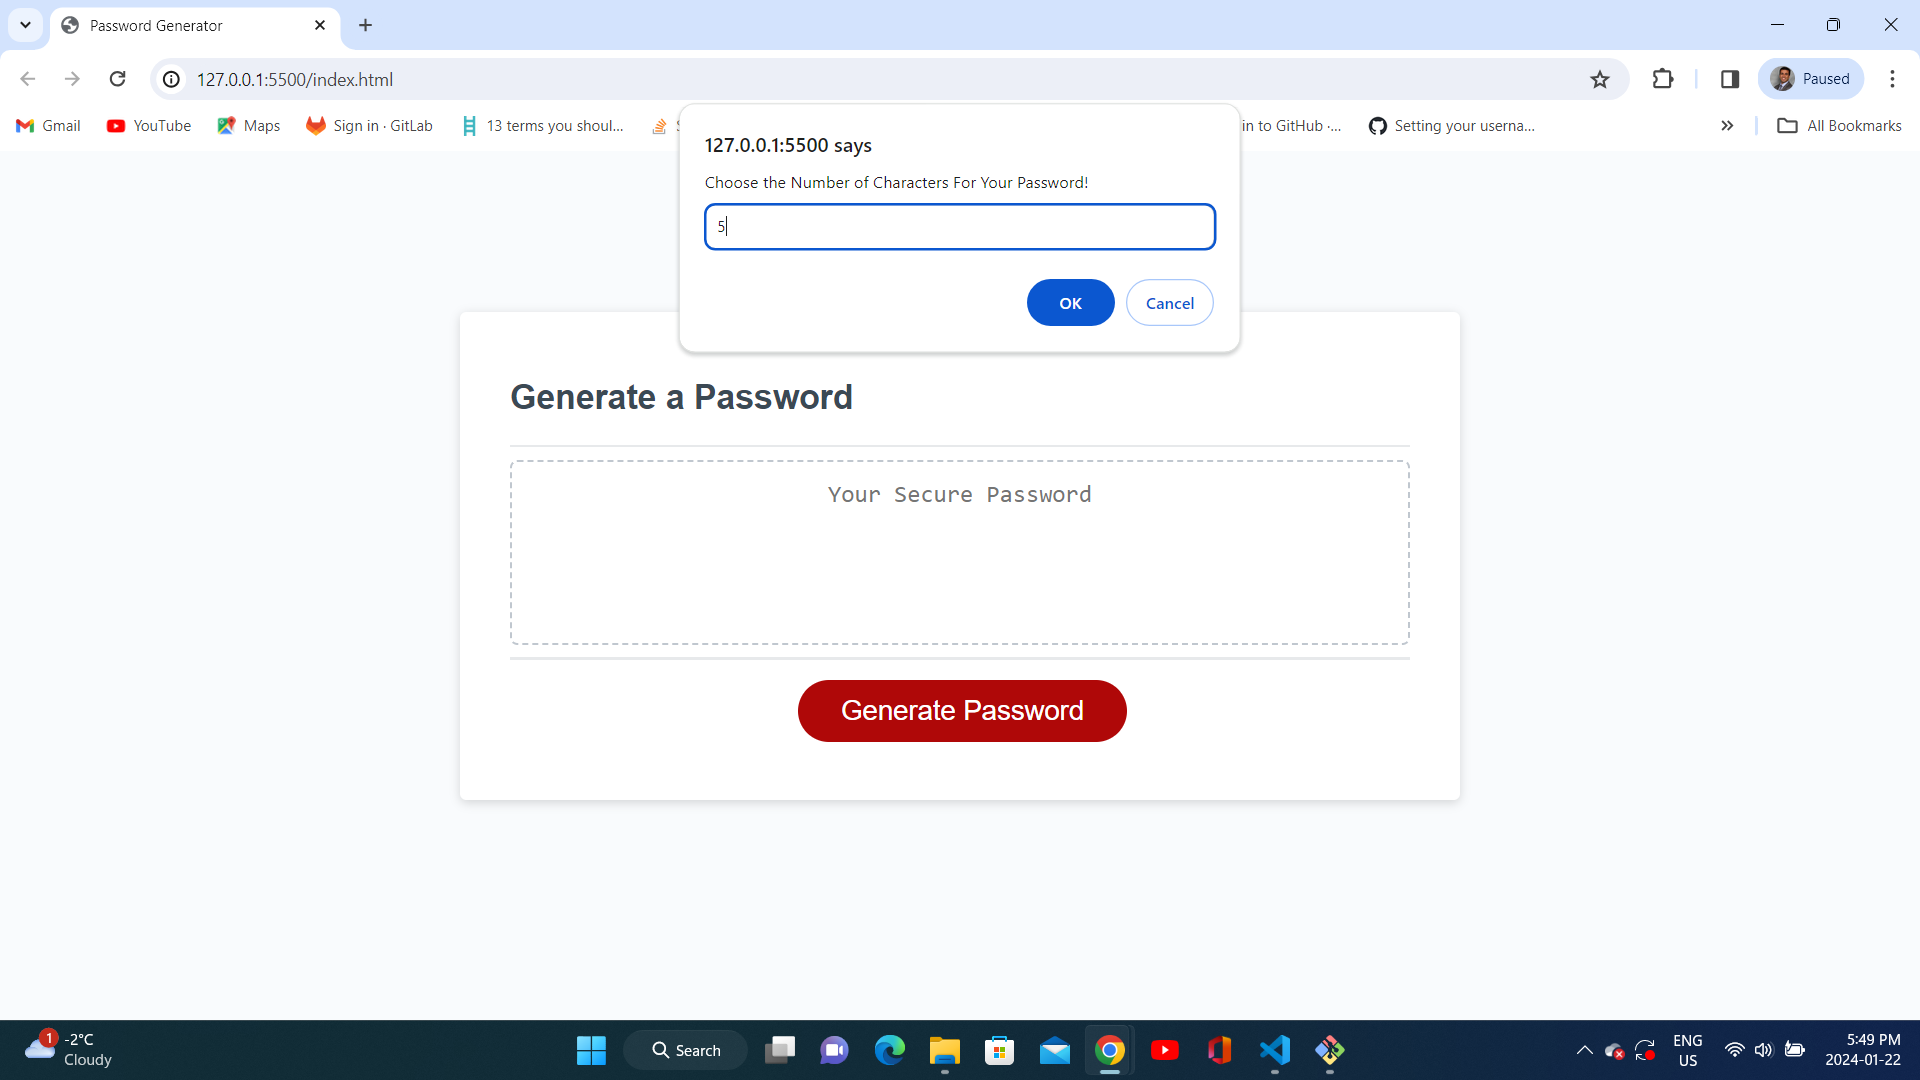 Password Generator
127.0.0.1:5500/index.html
Paused
Gmail
YouTube
Maps
Sign in · GitLab
13 terms you shoul...
in to GitHub ·...
Setting your userna...
All Bookmarks
127.0.0.1:5500 says
Choose the Number of Characters For Your Password!
5
OK
Cancel
Generate a Password
Your Secure Password
Generate Password
1
-2°C
Cloudy
Search
ENG
US
5:49 PM
2024-01-22